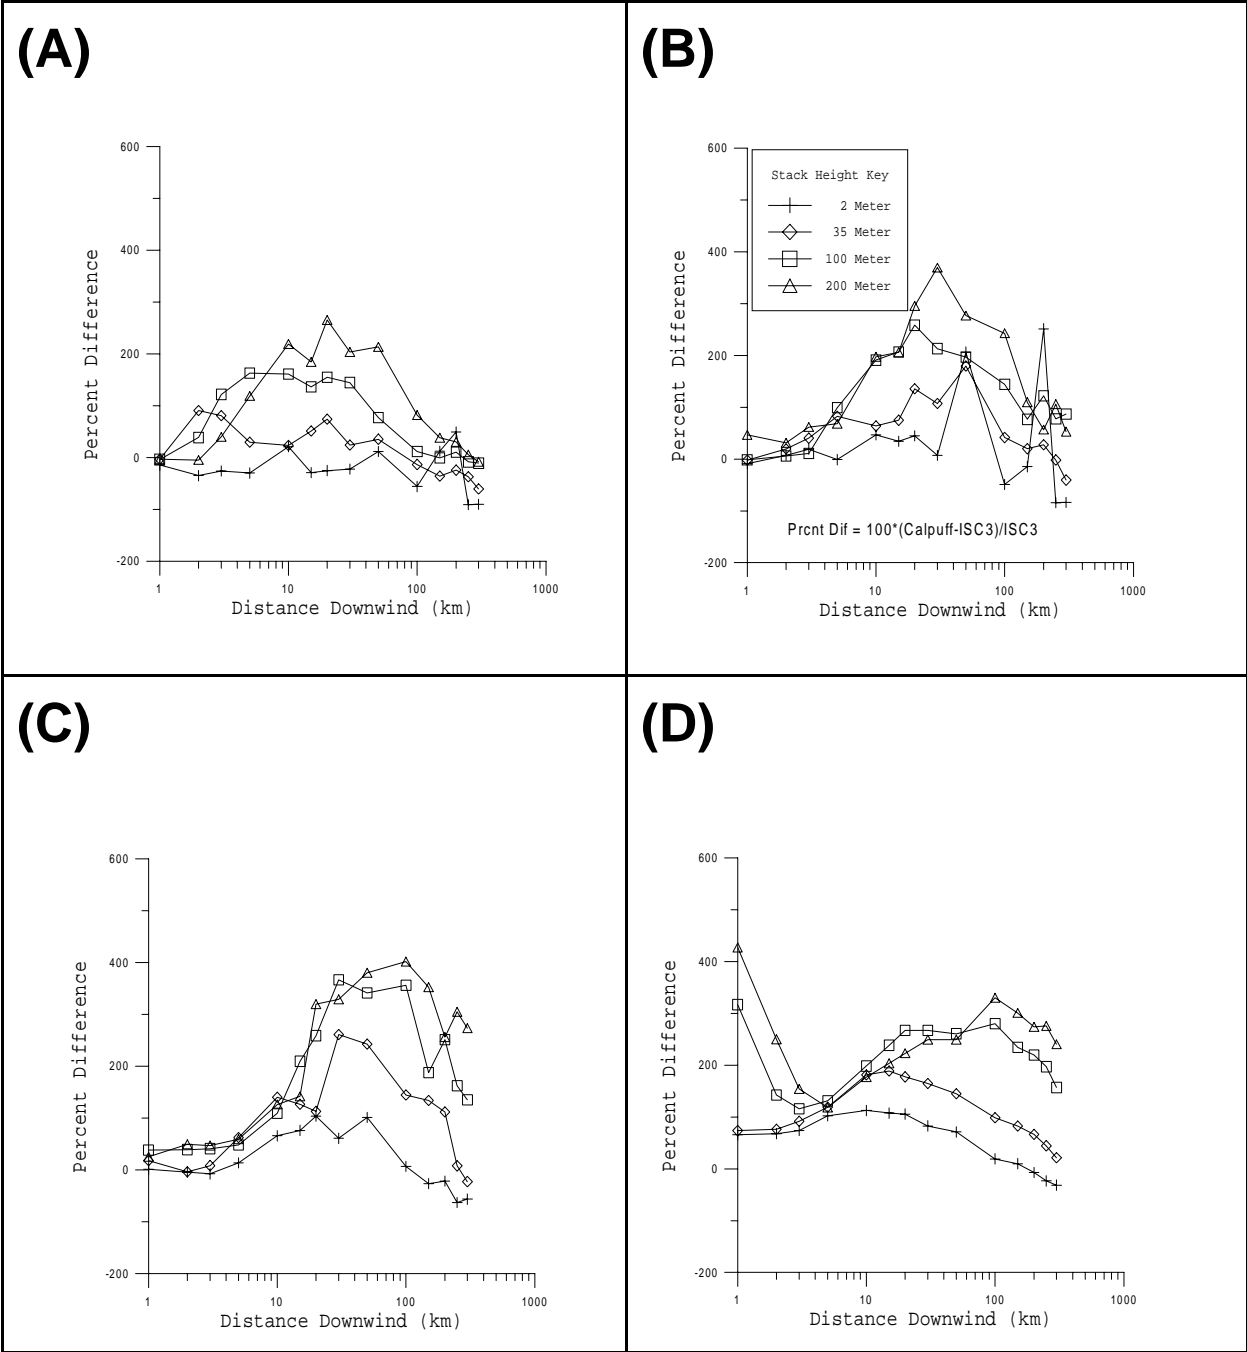 (A)
600
400
200
0
-200
Percent Difference
1
10
100
1000
Distance Downwind (km)
(B)
600
400
200
0
-200
Percent Difference
Stack Height Key
2 Meter
35 Meter
100 Meter
200 Meter
Prcnt Dif = 100*(Calpuff-ISC3)/ISC3
1
10
100
1000
Distance Downwind (km)
(C)
600
400
200
0
-200
Percent Difference
1
10
100
1000
Distance Downwind (km)
(D)
600
400
200
0
-200
Percent Difference
1
10
100
1000
Distance Downwind (km)